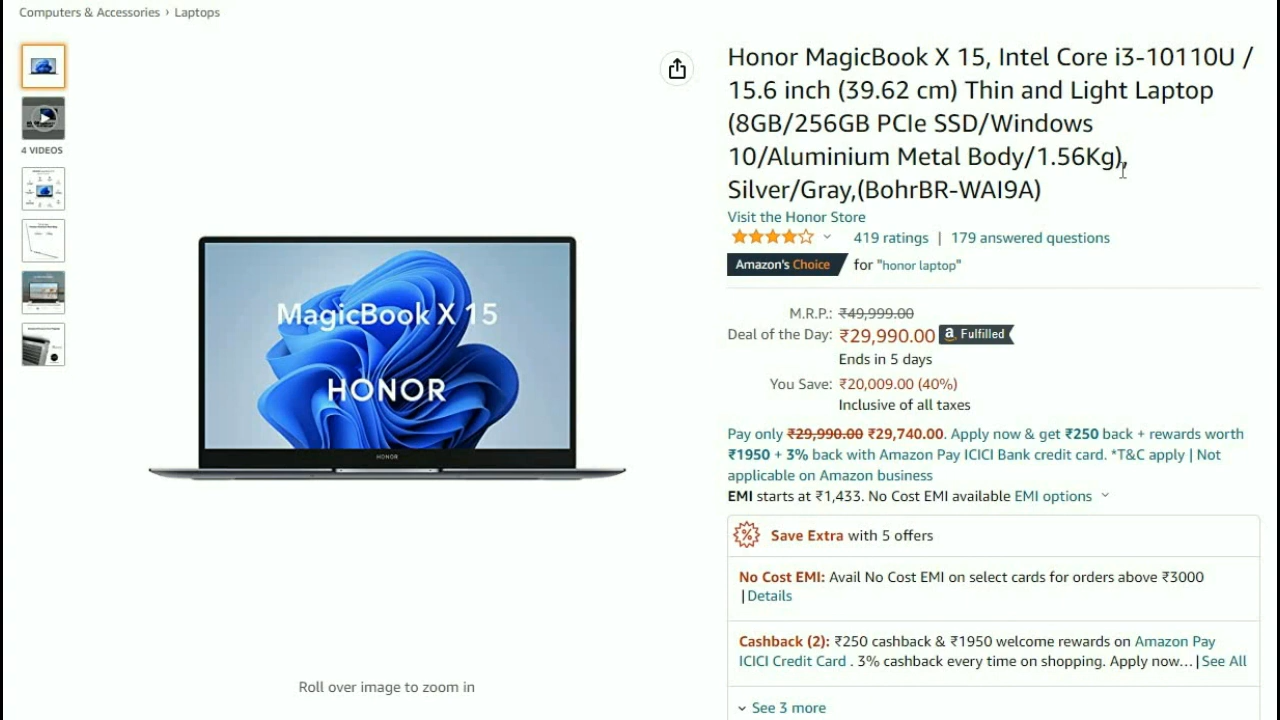 Computers & Accessories › Laptops
4 VIDEOS
MagicBook X 15
HONOR
HONOR
Roll over image to zoom in
Honor MagicBook X 15, Intel Core i3-10110U /
15.6 inch (39.62 cm) Thin and Light Laptop
(8GB/256GB PCIe SSD/Windows
10/Aluminium Metal Body/1.56Kg),
Silver/Gray,(BohrBR-WAI9A)
Visit the Honor Store
419 ratings | 179 answered questions
Amazon's Choice for "honor laptop"
M.R.P.: ₹49,999.00
Deal of the Day: ₹29,990.00 a Fulfilled
Ends in 5 days
You Save: ₹20,009.00 (40%)
Inclusive of all taxes
Pay only ₹29,990.00 ₹29,740.00. Apply now & get ₹250 back + rewards worth
₹1950 + 3% back with Amazon Pay ICICI Bank credit card. *T&C apply | Not
applicable on Amazon business
EMI starts at ₹1,433. No Cost EMI available EMI options
Save Extra with 5 offers
No Cost EMI: Avail No Cost EMI on select cards for orders above ₹3000
| Details
Cashback (2): ₹250 cashback & ₹1950 welcome rewards on Amazon Pay
ICICI Credit Card . 3% cashback every time on shopping. Apply now... | See All
See 3 more